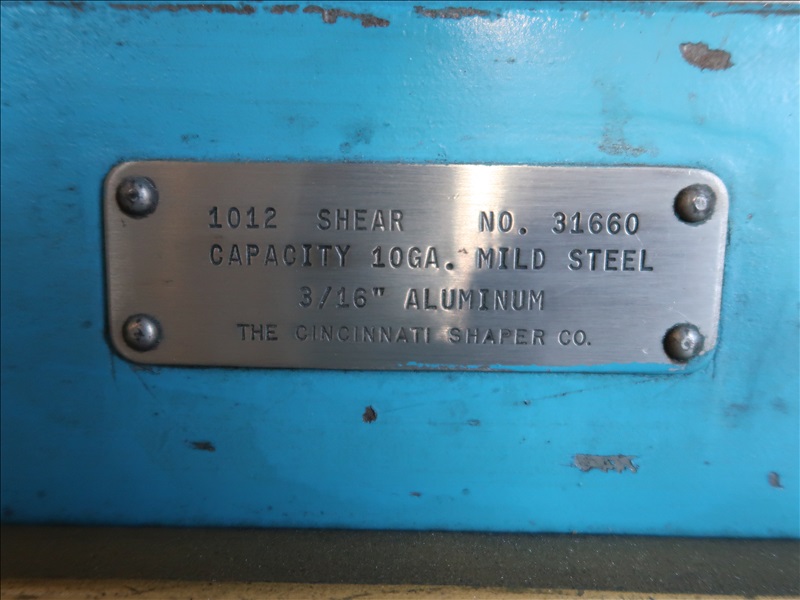 1012 SHEAR NO. 31660
CAPACITY 10GA. MILD STEEL
3/16" ALUMINUM
THE CINCINNATI SHAPER CO.